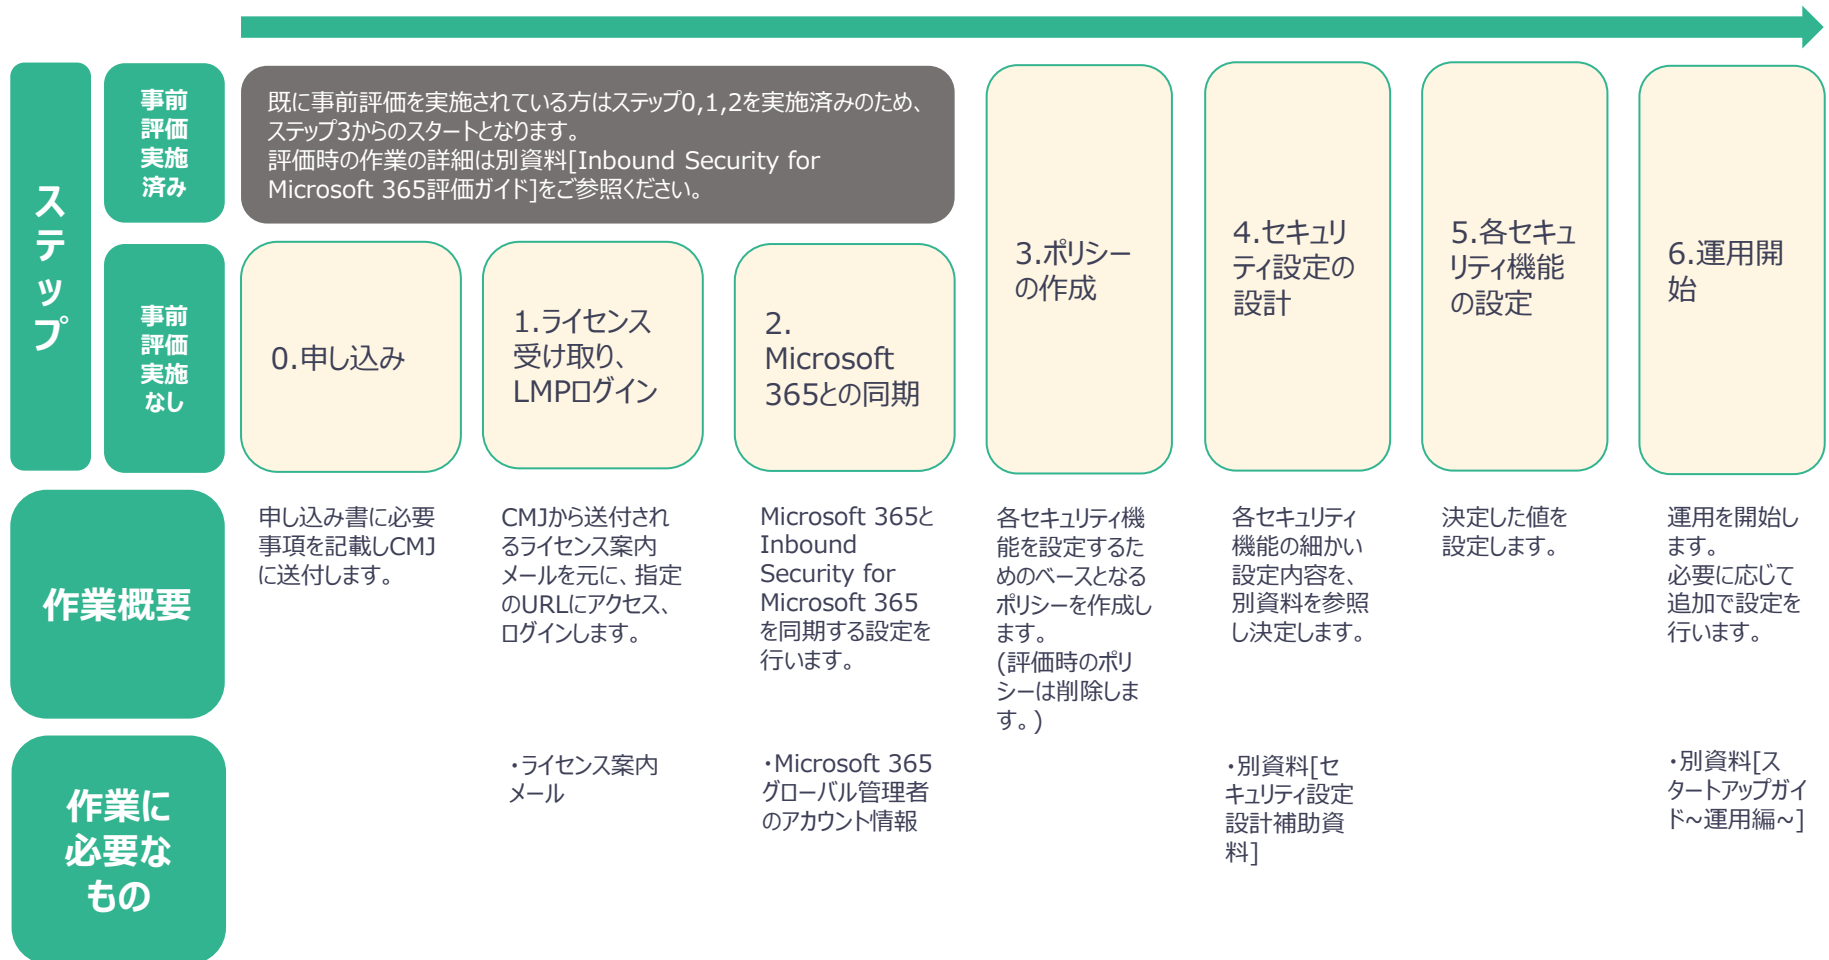 ステップ
事前
評価
実施
済み
既に事前評価を実施されている方はステップ0,1,2を実施済みのため、
ステップ3からのスタートとなります。
評価時の作業の詳細は別資料[Inbound Security for
Microsoft 365評価ガイド]をご参照ください。
事前
評価
実施
なし
0.申し込み
1.ライセンス
受け取り、
LMPログイン
2.
Microsoft
365との同期
3.ポリシー
の作成
4.セキュリ
ティ設定の
設計
5.各セキュ
リティ機能
の設定
6.運用開
始
作業概要
申し込み書に必要
事項を記載しCMJ
に送付します。
CMJから送付され
るライセンス案内
メールを元に、指定
のURLにアクセス、
ログインします。
Microsoft 365と
Inbound
Security for
Microsoft 365
を同期する設定を
行います。
各セキュリティ機
能を設定するた
めのベースとなる
ポリシーを作成し
ます。
(評価時のポリ
シーは削除しま
す。)
各セキュリティ
機能の細かい
設定内容を、
別資料を参照
し決定します。
決定した値を
設定します。
運用を開始し
ます。
必要に応じて
追加で設定を
行います。
作業に
必要な
もの
・ライセンス案内
メール
・Microsoft 365
グローバル管理者
のアカウント情報
・別資料[セ
キュリティ設定
設計補助資
料]
・別資料[ス
タートアップガイ
ド~運用編~]